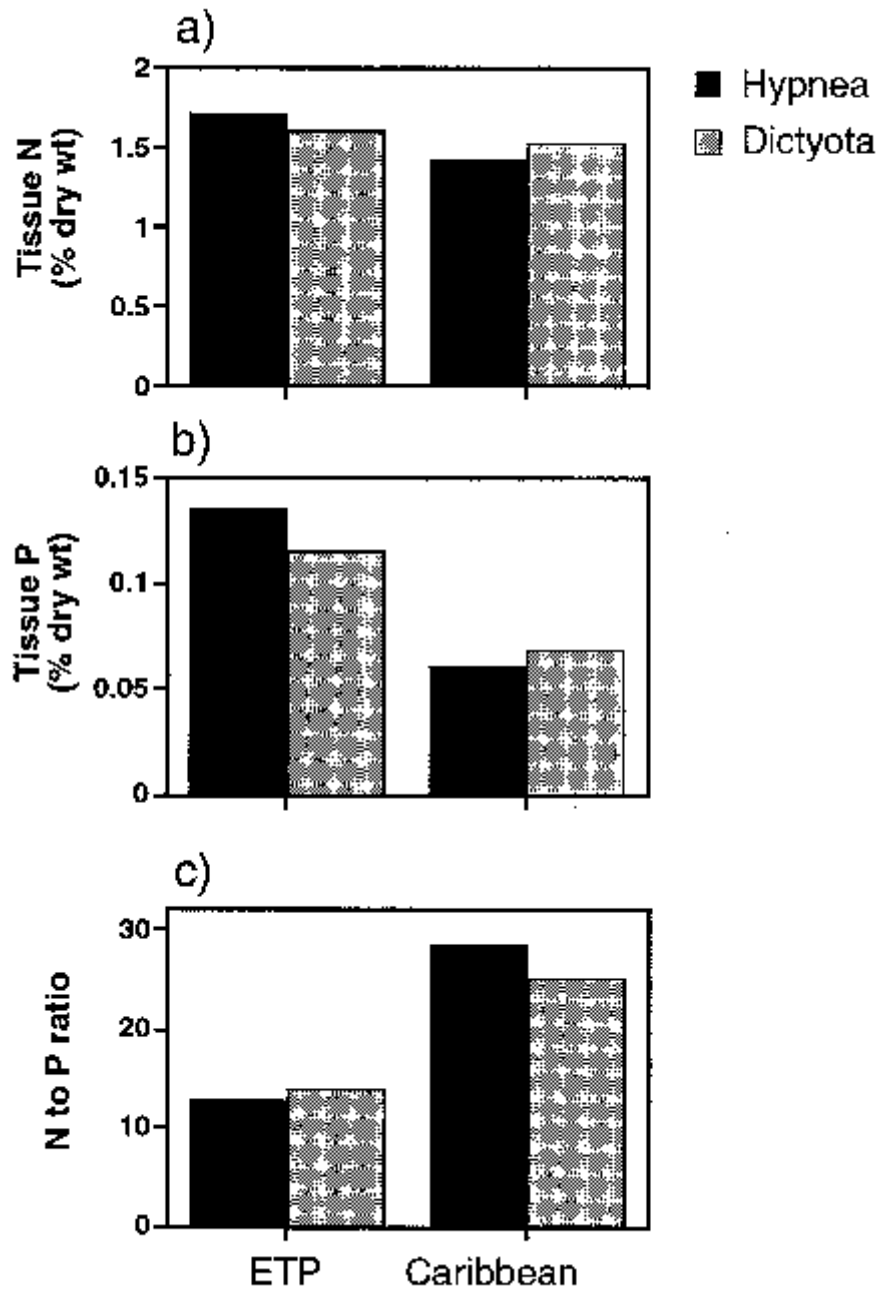 a)
Hypnea
Dictyota
Tissue N
(% dry wt)
2
1.5
1
0.5
0
b)
Tissue P
(% dry wt)
0.15
0.1
0.05
0
c)
N to P ratio
30
20
10
0
ETP Caribbean